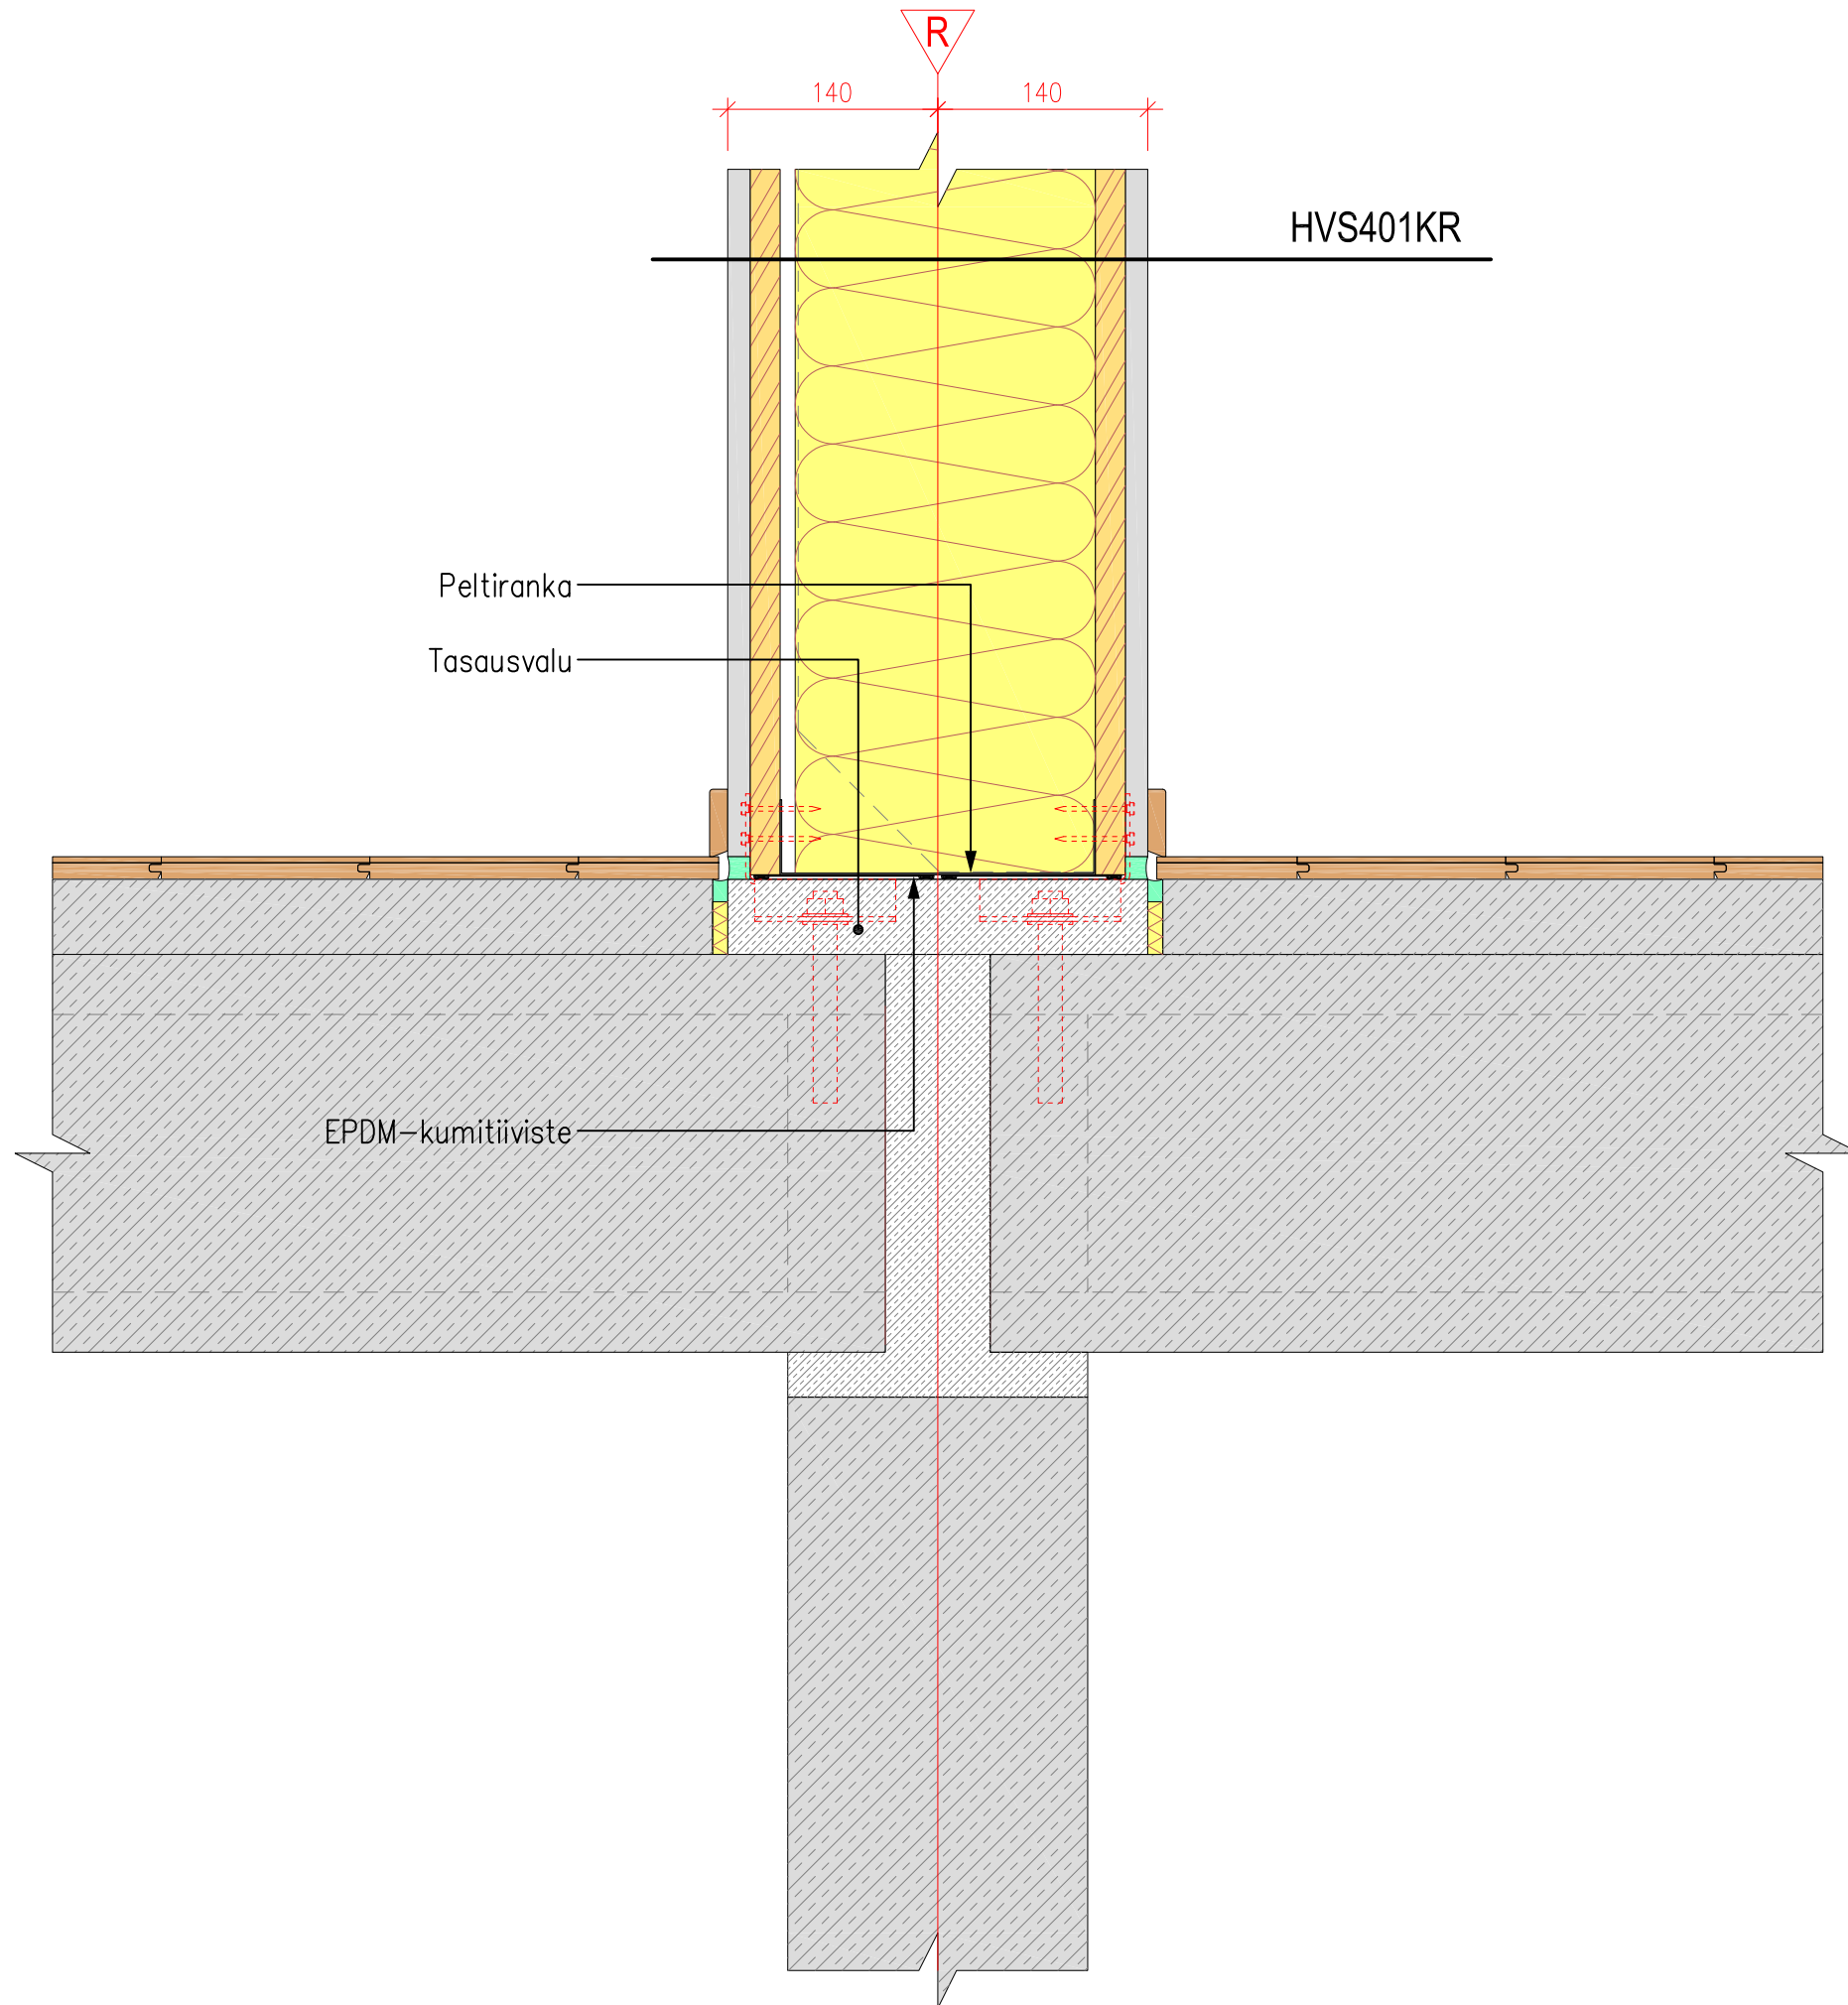 R
140 140
HVS401KR
Peltiranka
Tasausvalu
EPDM-kumitiiviste